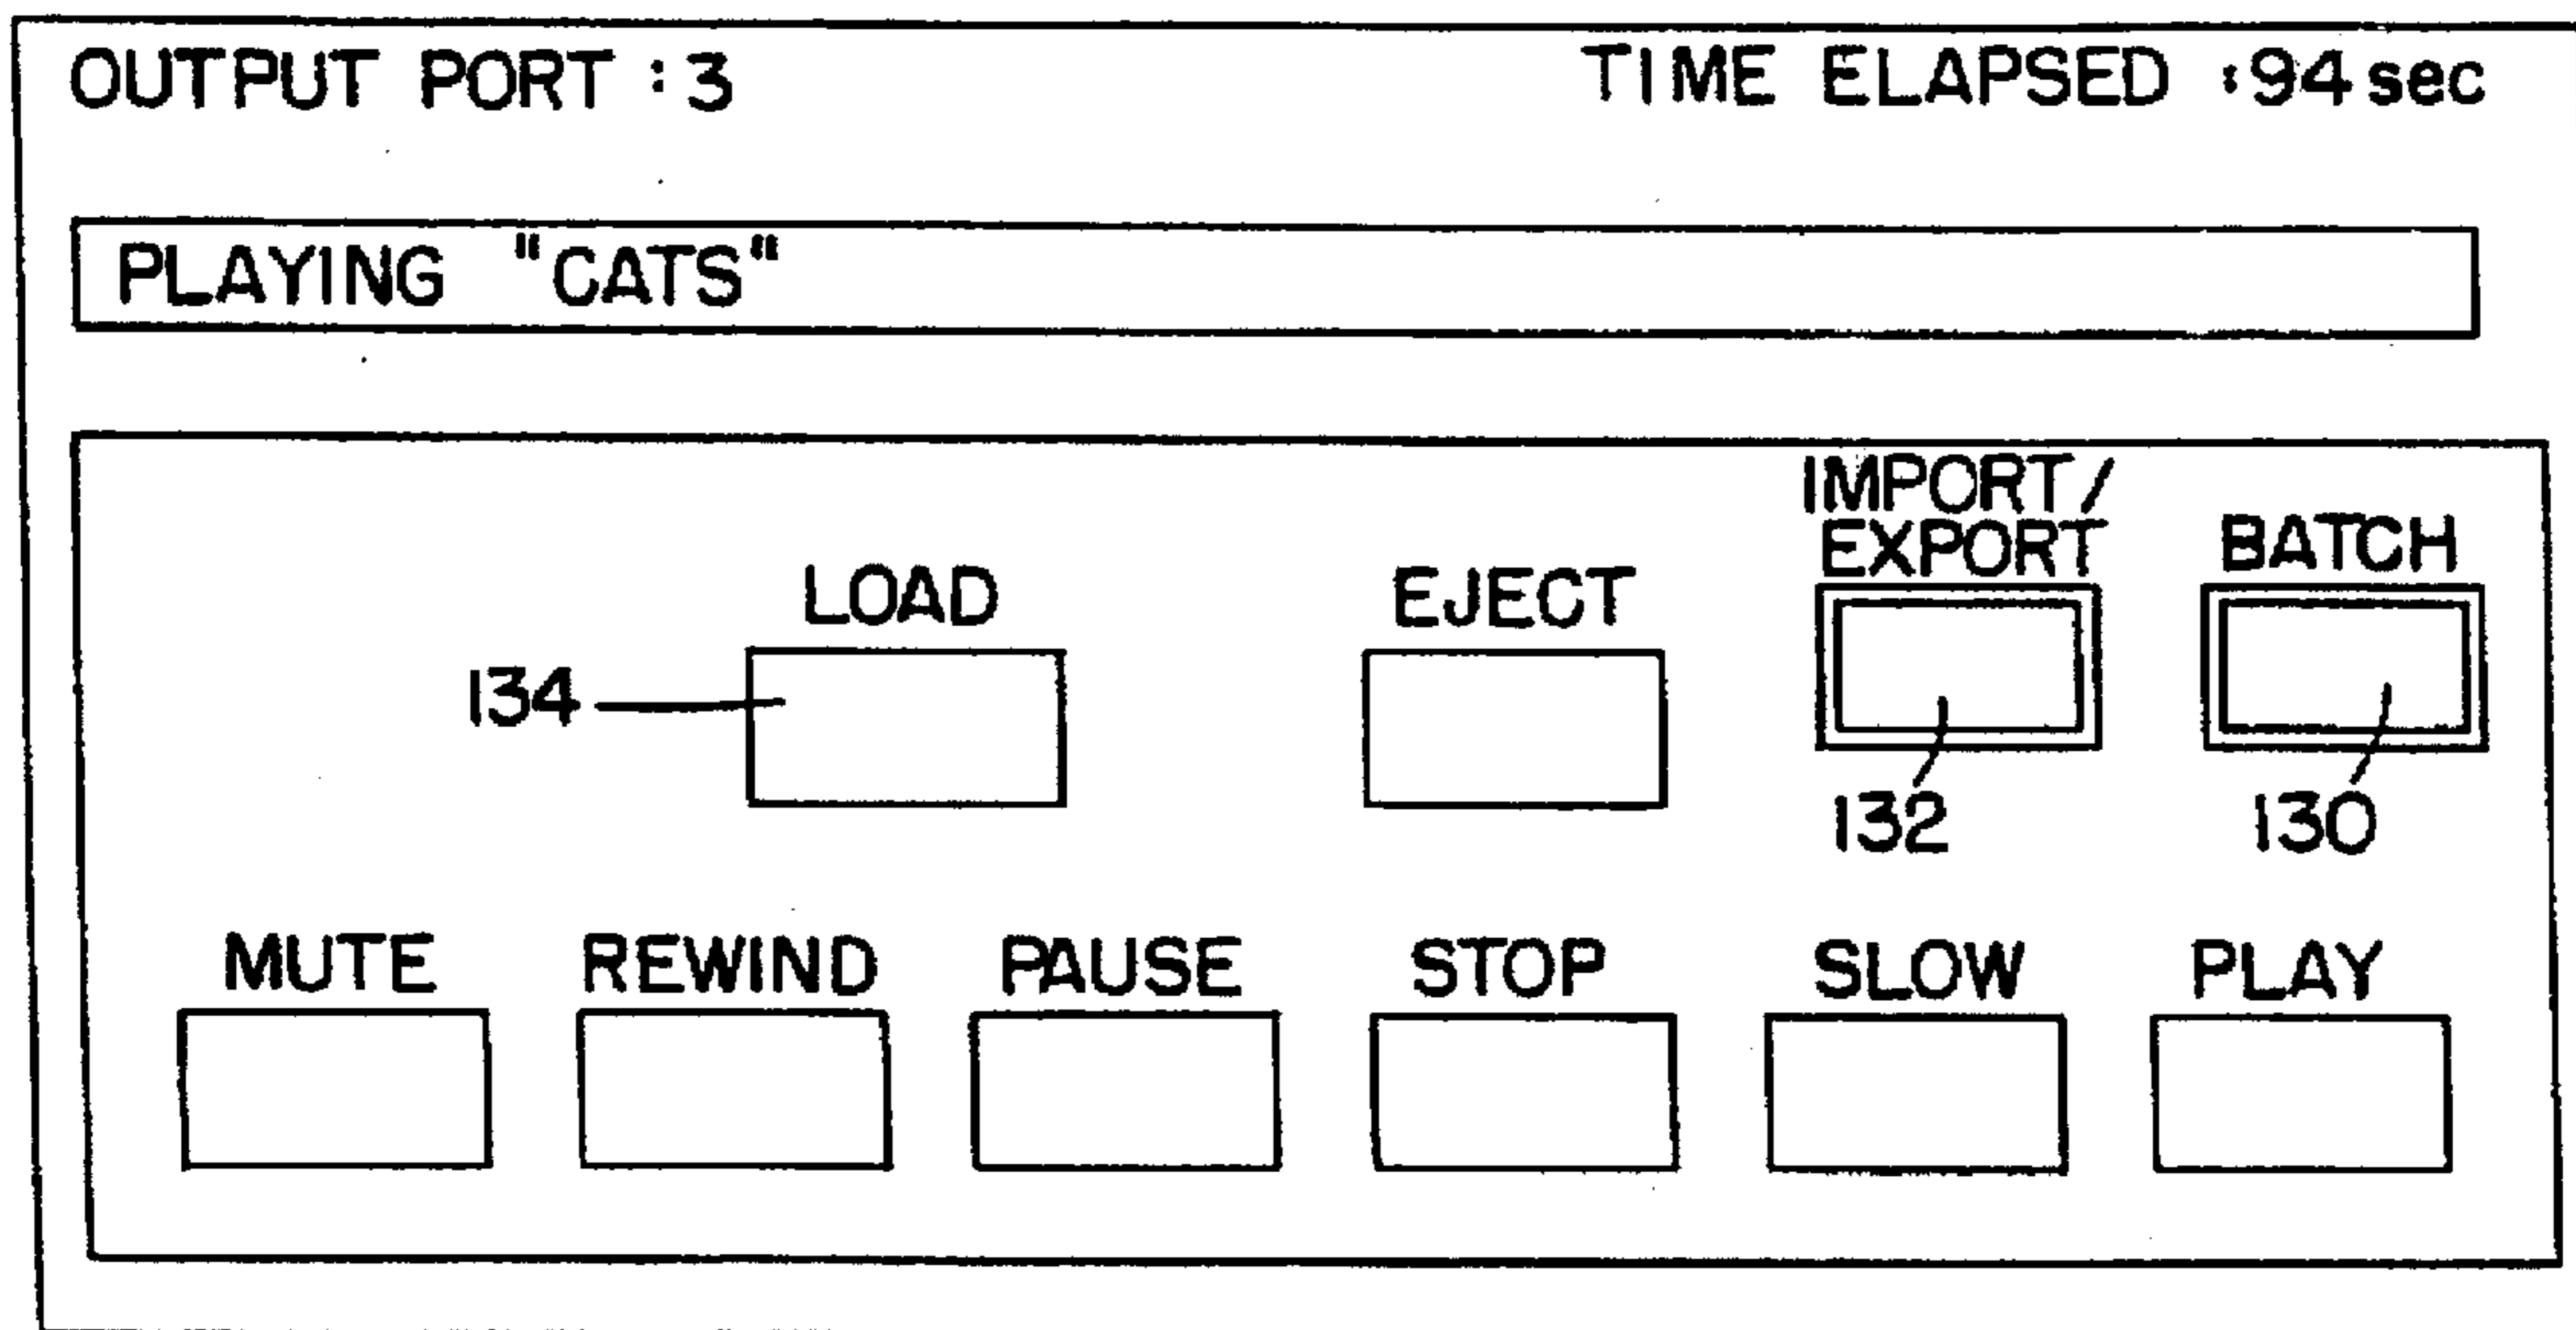 OUTPUT PORT :3
TIME ELAPSED :94 sec
PLAYING "CATS"
IMPORT/
EXPORT
BATCH
LOAD
EJECT
134
132
130
MUTE
REWIND
PAUSE
STOP
SLOW
PLAY